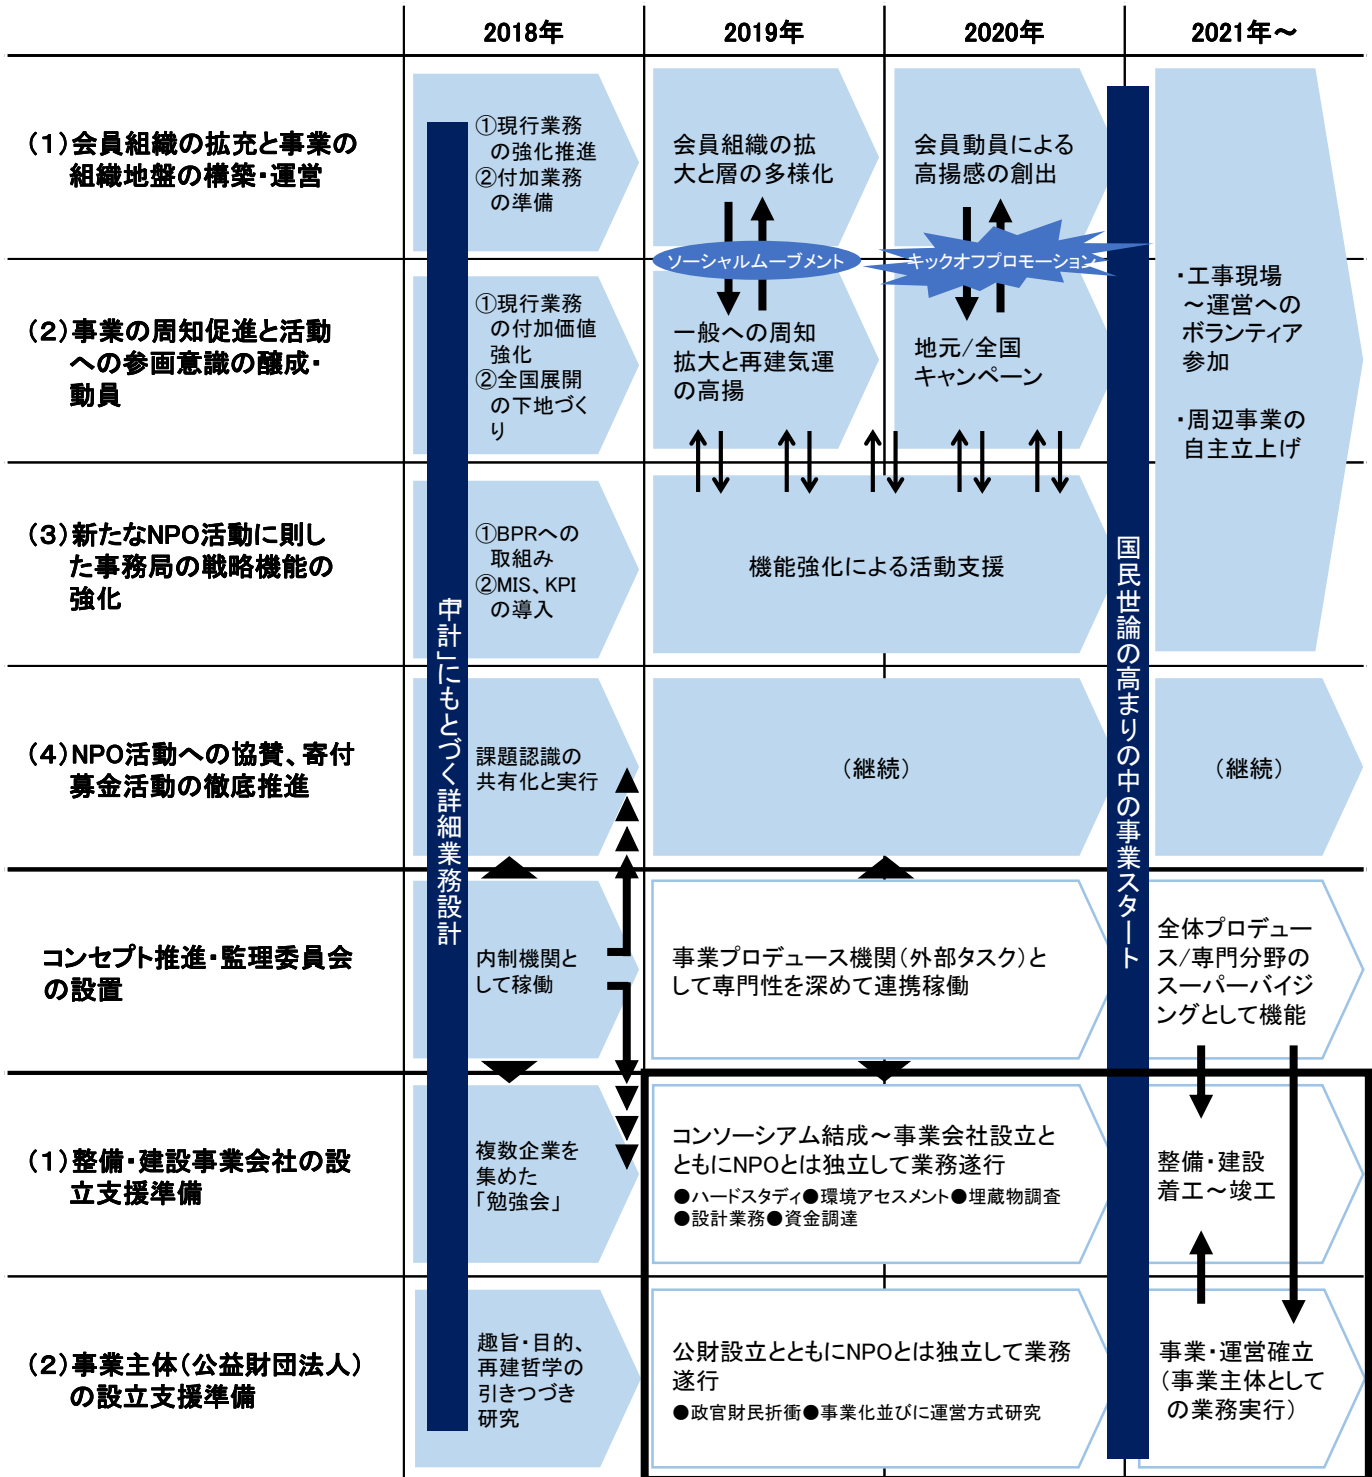 2018年
2019年
2020年
2021年～
（1）会員組織の拡充と事業の
組織地盤の構築・運営
①現行業務
の強化推進
②付加業務
の準備
会員組織の拡
大と層の多様化
会員動員による
高揚感の創出
ソーシャルムーブメント
キックオフプロモーション
（2）事業の周知促進と活動
への参画意識の醸成・
動員
①現行業務
の付加価値
強化
②全国展開
の下地づく
り
一般への周知
拡大と再建気運
の高揚
地元/全国
キャンペーン
・工事現場
～運営への
ボランティア
参加
・周辺事業の
自主立上げ
（3）新たなNPO活動に則し
た事務局の戦略機能の
強化
①BPRへの
取組み
②MIS、KPI
の導入
機能強化による活動支援
「中計」にもとづく詳細業務設計
国民世論の高まりの中の事業スタート
（4）NPO活動への協賛、寄付
募金活動の徹底推進
課題認識の
共有化と実行
（継続）
（継続）
コンセプト推進・監理委員会
の設置
内制機関と
して稼働
事業プロデュース機関（外部タスク）と
して専門性を深めて連携稼働
全体プロデュー
ス/専門分野の
スーパーバイジ
ングとして機能
（1）整備・建設事業会社の設
立支援準備
複数企業を
集めた
「勉強会」
コンソーシアム結成～事業会社設立と
ともにNPOとは独立して業務遂行
●ハードスタディ●環境アセスメント●埋蔵物調査
●設計業務●資金調達
整備・建設
着工～竣工
（2）事業主体（公益財団法人）
の設立支援準備
趣旨・目的、
再建哲学の
引きつづき
研究
公財設立とともにNPOとは独立して業務
遂行
●政官財民折衝●事業化並びに運営方式研究
事業・運営確立
（事業主体として
の業務実行）